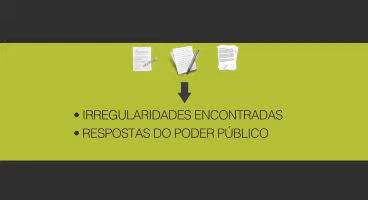 • IRREGULARIDADES ENCONTRADAS
• RESPOSTAS DO PODER PÚBLICO